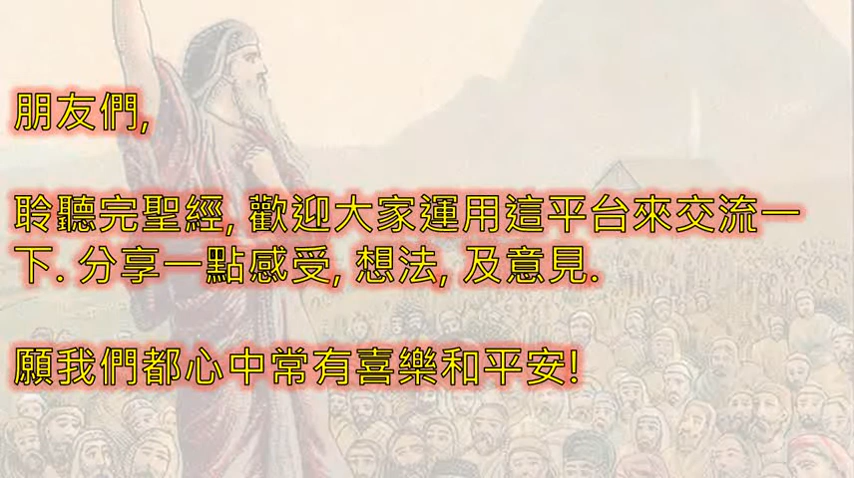 朋友們,
聆聽完聖經, 歡迎大家運用這平台來交流一
下. 分享一點感受, 想法, 及意見.
願我們都心中常有喜樂和平安!